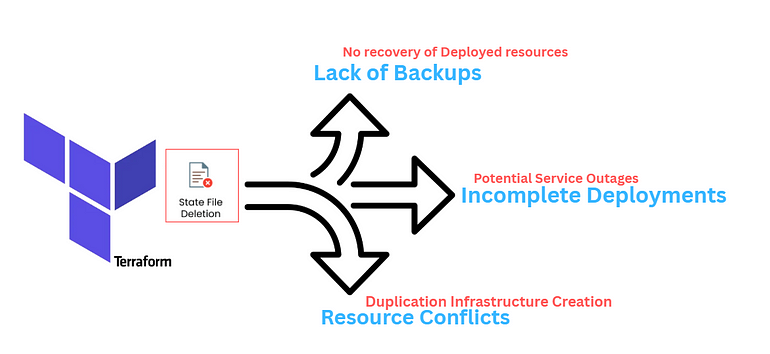 No recovery of Deployed resources
Lack of Backups
State File
Deletion
Potential Service Outages
Incomplete Deployments
Terraform
Duplication Infrastructure Creation
Resource Conflicts